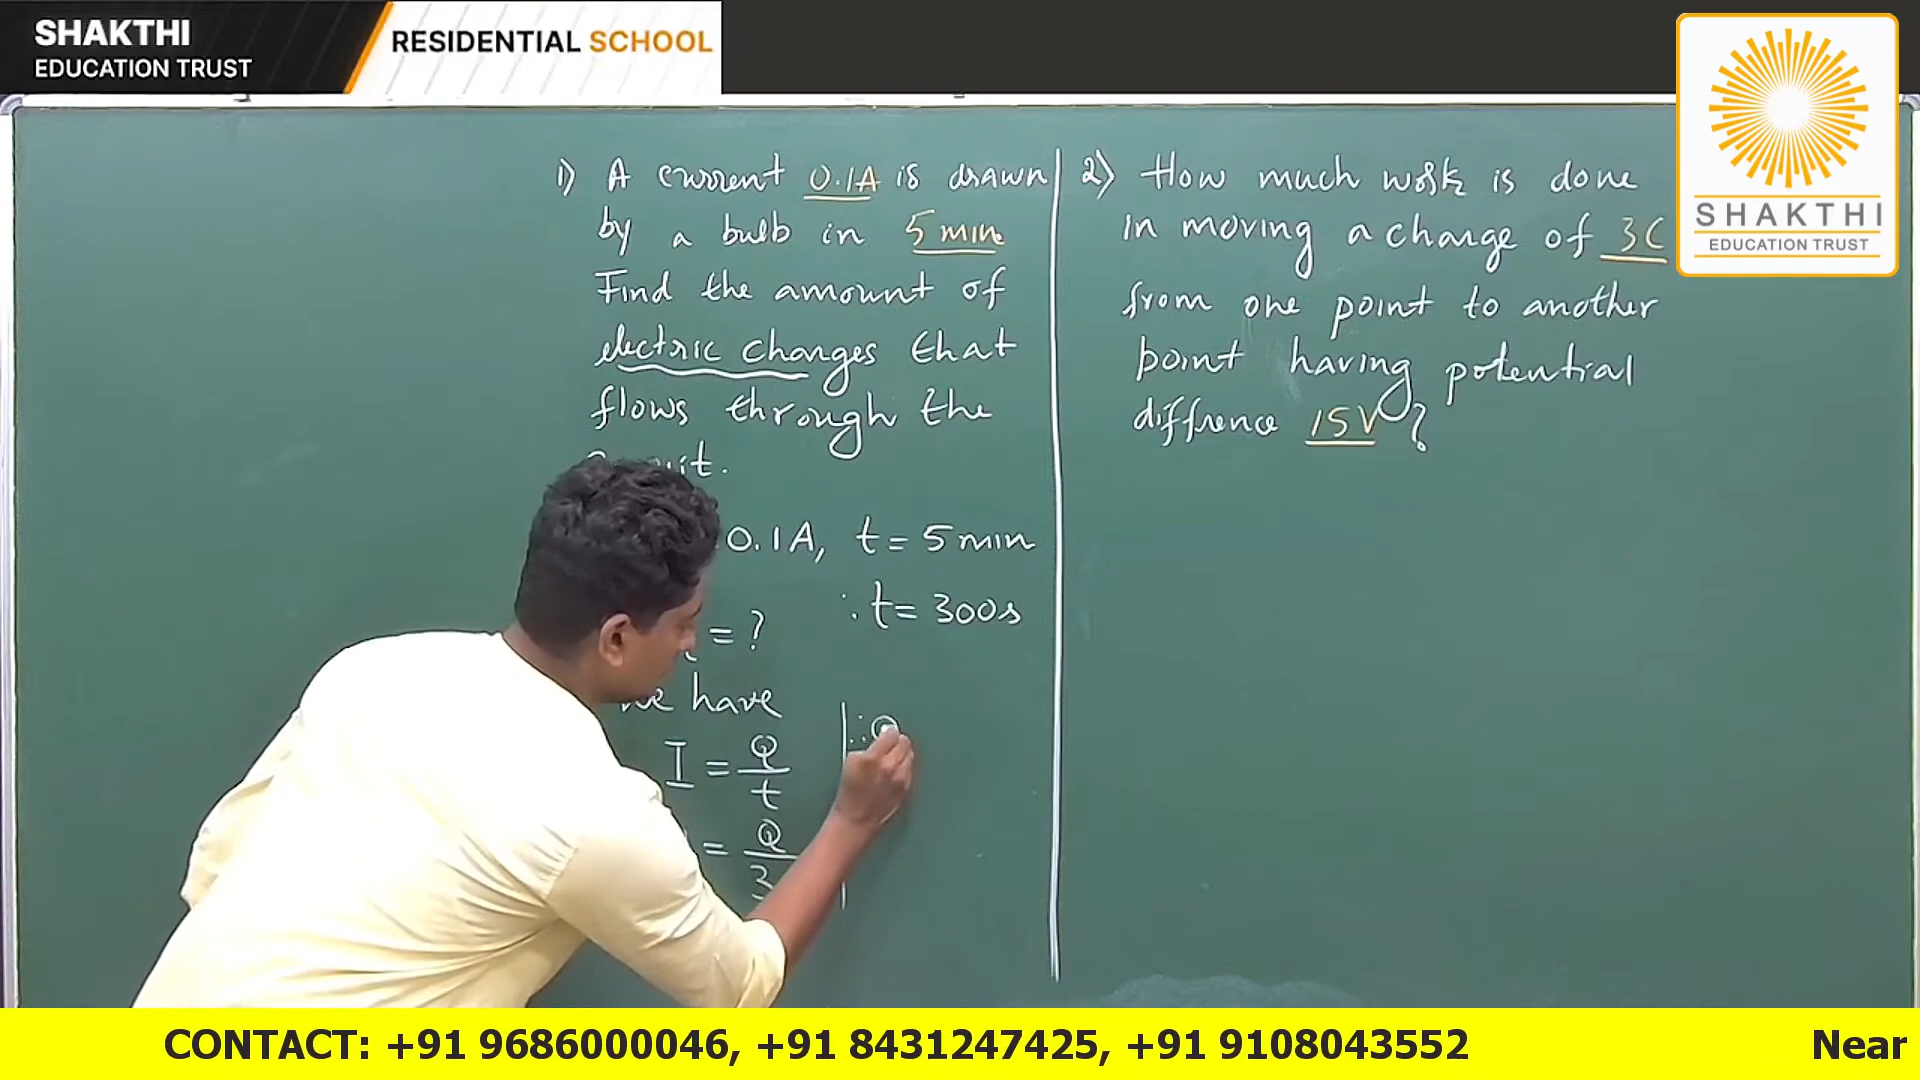 SHAKTHI
EDUCATION TRUST
RESIDENTIAL SCHOOL
SHAKTHI
EDUCATION TRUST
1) A current 0.1A is drawn
by a bulb in 5 min
Find the amount of
electric charges that
flows through the
0.1A, t = 5 min
∴ t = 300s
= ?
have
I = Q/t
= Q/3
∴ Q
2) How much work is done
in moving a charge of 3C
from one point to another
point having potential
diffrence 15V ?
CONTACT: +91 9686000046, +91 8431247425, +91 9108043552
Near